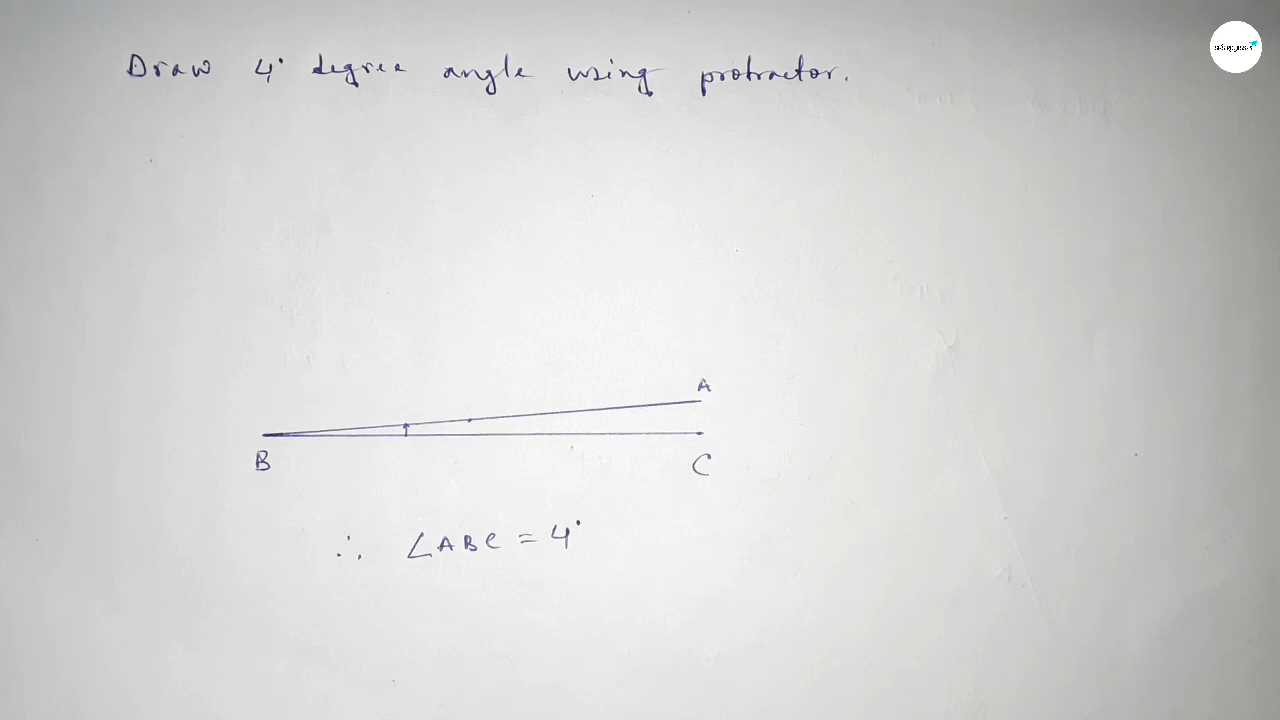 Draw 4° degree angle using protractor.
A
B
C
∴ ∠ABC = 4°